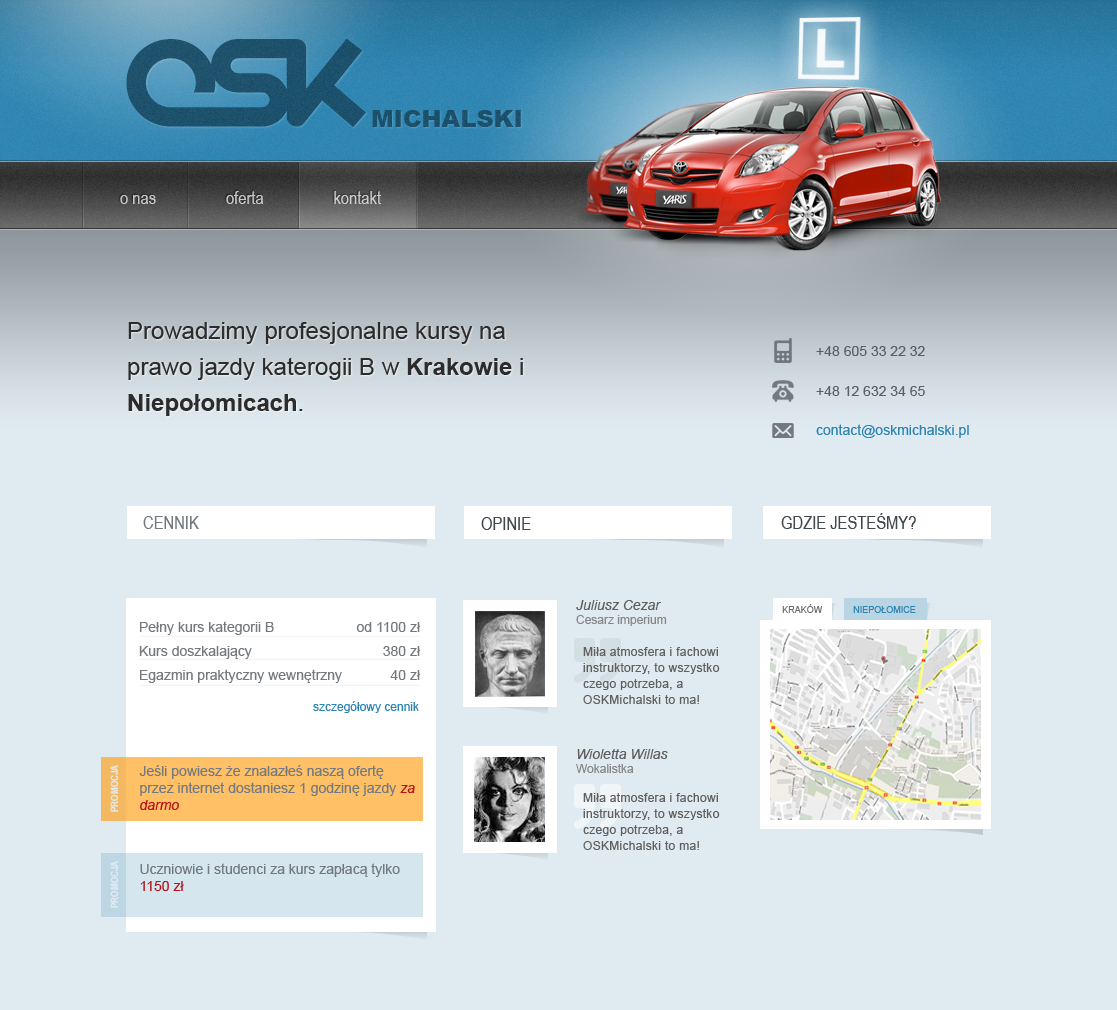 OSK MICHALSKI
L
o nas
oferta
kontakt
YARIS
Prowadzimy profesjonalne kursy na
prawo jazdy katerogii B w Krakowie i
Niepołomicach.
+48 605 33 22 32
+48 12 632 34 65
contact@oskmichalski.pl
CENNIK
OPINIE
GDZIE JESTEŚMY?
Pełny kurs kategorii B od 1100 zł
Kurs doszkalający 380 zł
Egazmin praktyczny wewnętrzny 40 zł
szczegółowy cennik
PROMOCJA
Jeśli powiesz że znalazłeś naszą ofertę
przez internet dostaniesz 1 godzinę jazdy za
darmo
PROMOCJA
Uczniowie i studenci za kurs zapłacą tylko
1150 zł
Juliusz Cezar
Cesarz imperium
Miła atmosfera i fachowi
instruktorzy, to wszystko
czego potrzeba, a
OSKMichalski to ma!
Wioletta Willas
Wokalistka
Miła atmosfera i fachowi
instruktorzy, to wszystko
czego potrzeba, a
OSKMichalski to ma!
KRAKÓW
NIEPOŁOMICE